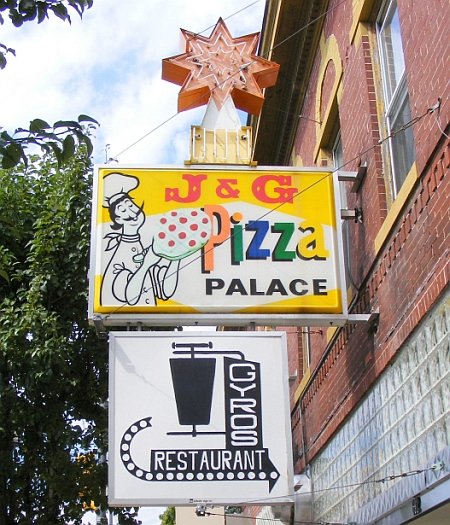 J & G
Pizza
PALACE
GYROS
RESTAURANT